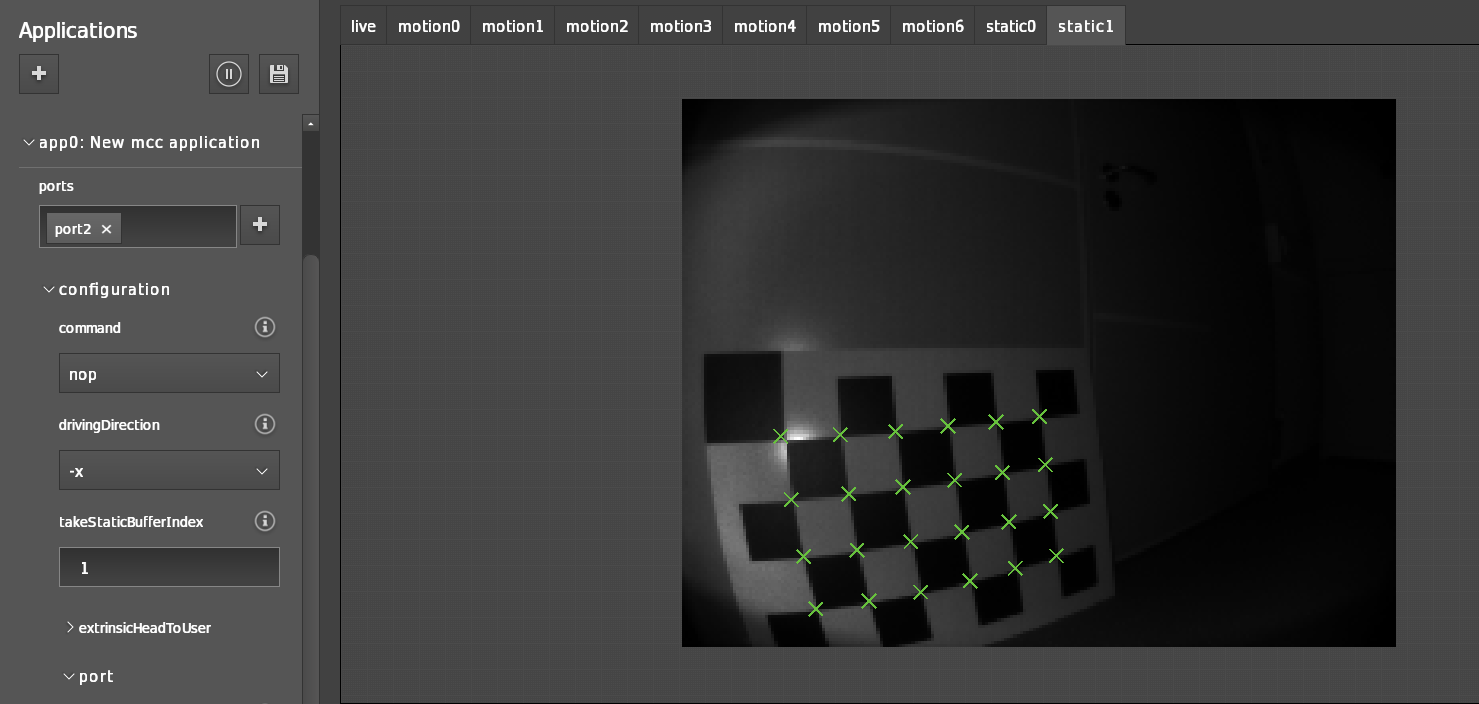 Applications
live motion0 motion1 motion2 motion3 motion4 motion5 motion6 static0 static1
app0: New mcc application
ports
port2
configuration
command
nop
drivingDirection
-x
takeStaticBufferIndex
1
extrinsicHeadToUser
port